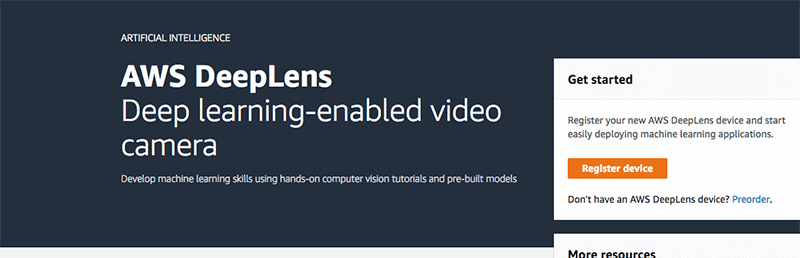 ARTIFICIAL INTELLIGENCE
AWS DeepLens
Deep learning-enabled video
camera
Develop machine learning skills using hands-on computer vision tutorials and pre-built models
Get started
Register your new AWS DeepLens device and start
easily deploying machine learning applications.
Register device
Don't have an AWS DeepLens device? Preorder.
More resources